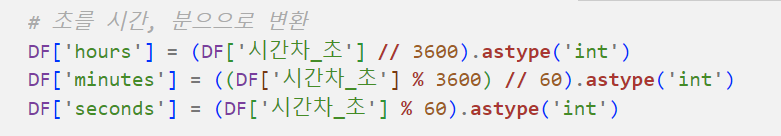 # 초를 시간, 분으으로 변환
DF['hours'] = (DF['시간차_초'] // 3600).astype('int')
DF['minutes'] = ((DF['시간차_초'] % 3600) // 60).astype('int')
DF['seconds'] = (DF['시간차_초'] % 60).astype('int')